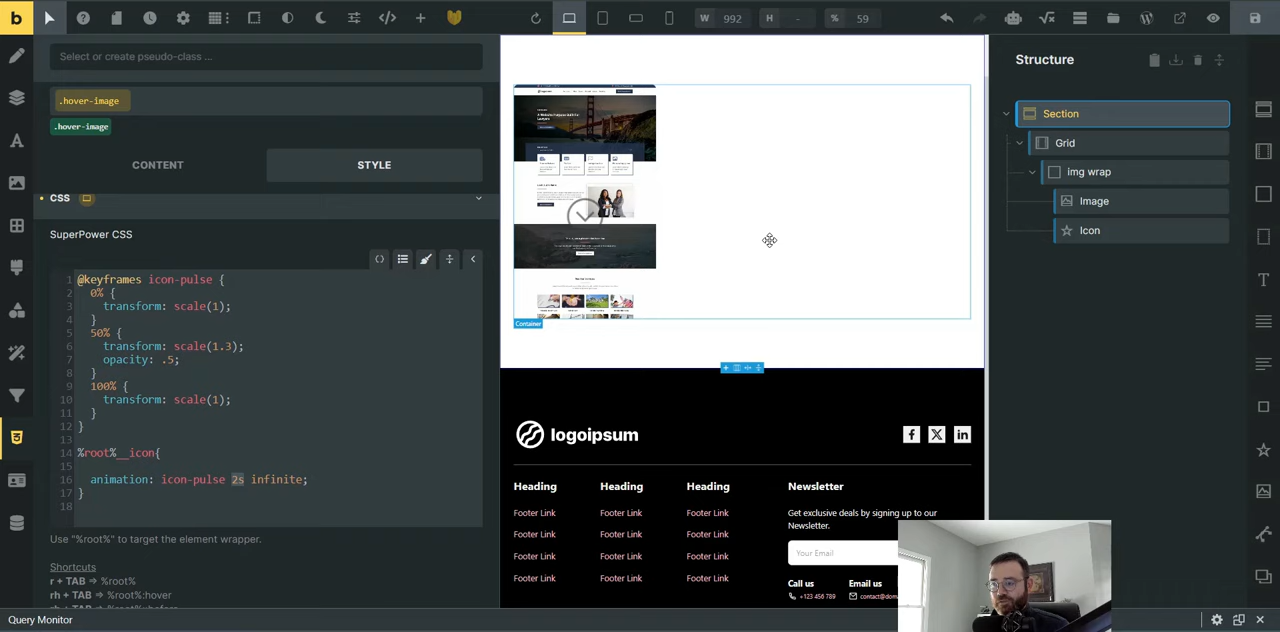 b
W 992
H -
% 59
Select or create pseudo-class ...
.hover-image
.hover-image
CONTENT
STYLE
CSS
SuperPower CSS
1 @keyframes icon-pulse {
2 0% {
3 transform: scale(1);
4 }
5 50% {
6 transform: scale(1.3);
7 opacity: .5;
8 }
9 100% {
10 transform: scale(1);
11 }
12 }
13
14 %root%__icon{
15
16 animation: icon-pulse 2s infinite;
17 }
18
Use "%root%" to target the element wrapper.
Shortcuts
r + TAB ⇒ %root%
rh + TAB ⇒ %root%:hover
Container
logoipsum
Heading
Heading
Heading
Newsletter
Footer Link
Footer Link
Footer Link
Get exclusive deals by signing up to our
Newsletter.
Footer Link
Footer Link
Footer Link
Footer Link
Footer Link
Footer Link
Your Email
Footer Link
Footer Link
Footer Link
Call us
Email us
+123 456 789
Structure
Section
Grid
img wrap
Image
Icon
Query Monitor